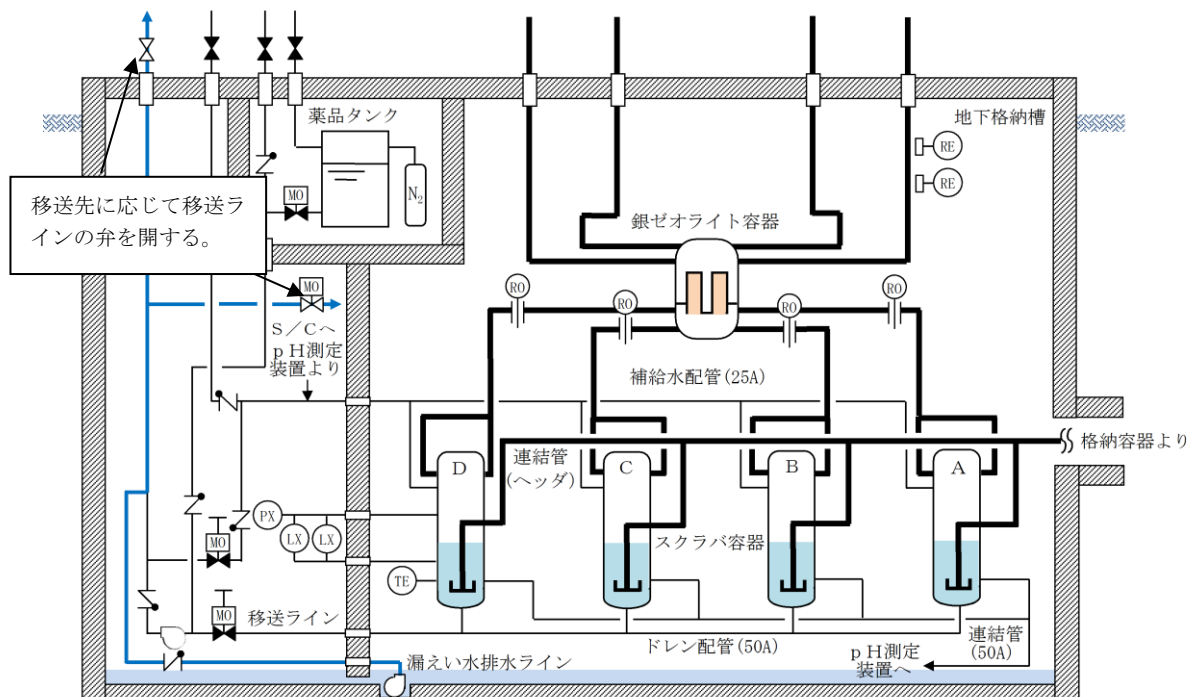 薬品タンク
地下格納槽
RE
RE
MO
N2
移送先に応じて移送ラ
インの弁を開する。
銀ゼオライト容器
MO
RO
RO
RO
RO
S/Cへ
pH測定
装置より
補給水配管(25A)
格納容器より
連結管
(ヘッダ)
D
C
B
A
PX
LX
LX
MO
スクラバ容器
TE
MO
移送ライン
ドレン配管(50A)
連結管
(50A)
pH測定
装置へ
漏えい水排水ライン